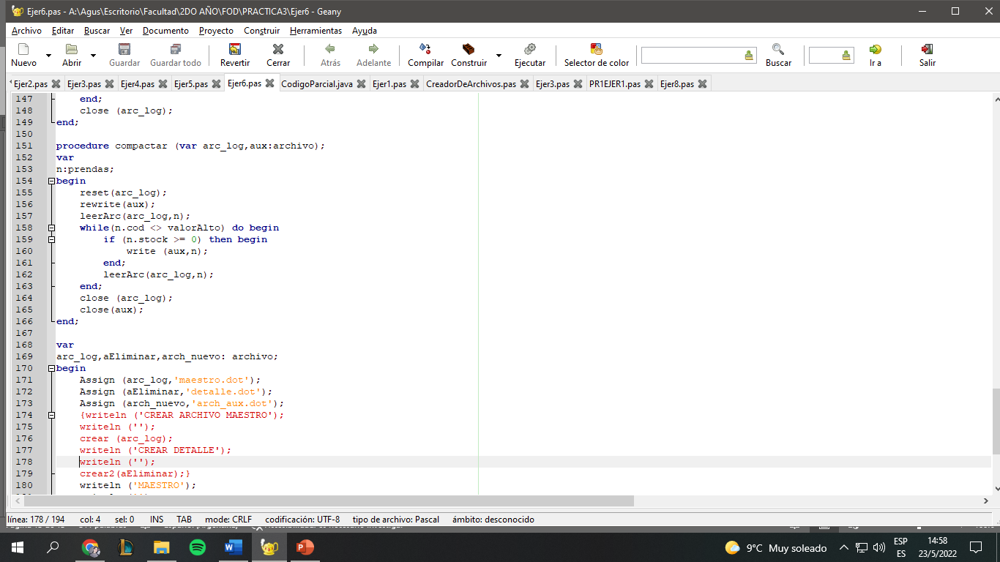 Ejer6.pas - A:\Agus\Escritorio\Facultad\2DO AÑO\FOD\PRACTICA3\Ejer6 - Geany
Archivo Editar Buscar Ver Documento Proyecto Construir Herramientas Ayuda
Nuevo Abrir Guardar Guardar todo Revertir Cerrar Atrás Adelante Compilar Construir Ejecutar Selector de color Buscar Ir a Salir
Ejer2.pas Ejer3.pas Ejer4.pas Ejer5.pas Ejer6.pas CodigoParcial.java Ejer1.pas CreadorDeArchivos.pas Ejer3.pas PR1EJER1.pas Ejer8.pas
147 end;
148 close (arc_log);
149 end;
150
151 procedure compactar (var arc_log,aux:archivo);
152 var
153 n:prendas;
154 begin
155 reset(arc_log);
156 rewrite(aux);
157 leerArc(arc_log,n);
158 while(n.cod <> valorAlto) do begin
159 if (n.stock >= 0) then begin
160 write (aux,n);
161 end;
162 leerArc(arc_log,n);
163 end;
164 close (arc_log);
165 close(aux);
166 end;
167
168 var
169 arc_log,aEliminar,arch_nuevo: archivo;
170 begin
171 Assign (arc_log,'maestro.dot');
172 Assign (aEliminar,'detalle.dot');
173 Assign (arch_nuevo,'arch_aux.dot');
174 {writeln ('CREAR ARCHIVO MAESTRO');
175 writeln ('');
176 crear (arc_log);
177 writeln ('CREAR DETALLE');
178 writeln ('');
179 crear2(aEliminar);}
180 writeln ('MAESTRO');
línea: 178 / 194 col: 4 sel: 0 INS TAB mode: CRLF codificación: UTF-8 tipo de archivo: Pascal ámbito: desconocido
9°C Muy soleado ESP ES 14:58 23/5/2022